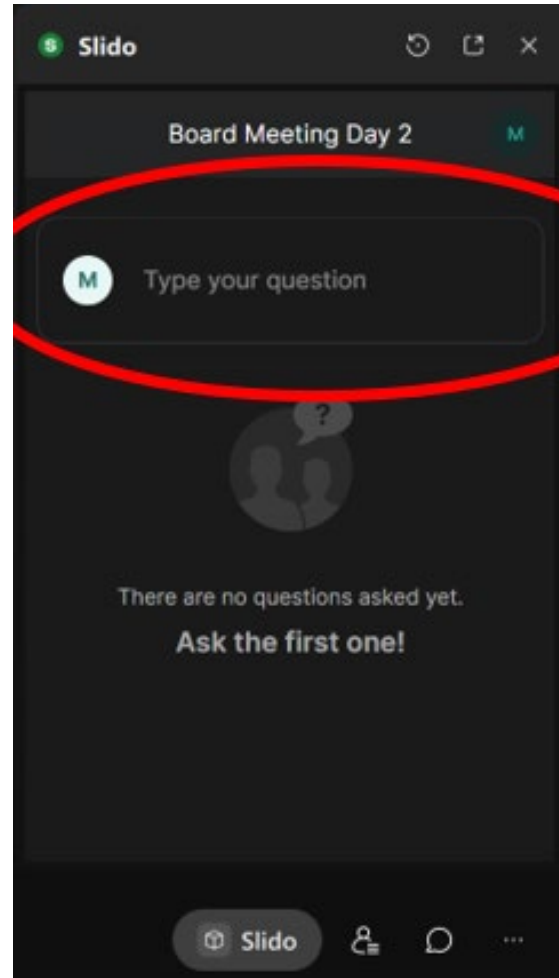 S Slido
Board Meeting Day 2 M
M Type your question
?
There are no questions asked yet.
Ask the first one!
Slido